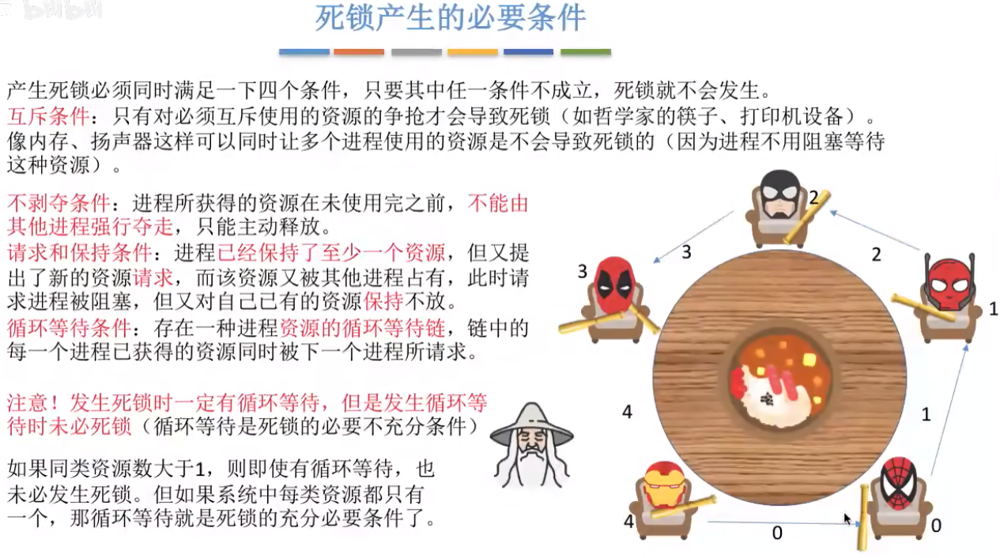 bilibili
死锁产生的必要条件
产生死锁必须同时满足一下四个条件，只要其中任一条件不成立，死锁就不会发生。
互斥条件：只有对必须互斥使用的资源的争抢才会导致死锁（如哲学家的筷子、打印机设备）。
像内存、扬声器这样可以同时让多个进程使用的资源是不会导致死锁的（因为进程不用阻塞等待
这种资源）。
不剥夺条件：进程所获得的资源在未使用完之前，不能由
其他进程强行夺走，只能主动释放。
请求和保持条件：进程已经保持了至少一个资源，但又提
出了新的资源请求，而该资源又被其他进程占有，此时请
求进程被阻塞，但又对自己已有的资源保持不放。
循环等待条件：存在一种进程资源的循环等待链，链中的
每一个进程已获得的资源同时被下一个进程所请求。
注意！发生死锁时一定有循环等待，但是发生循环等
待时未必死锁（循环等待是死锁的必要不充分条件）
如果同类资源数大于1，则即使有循环等待，也
未必发生死锁。但如果系统中每类资源都只有
一个，那循环等待就是死锁的充分必要条件了。
2
3
2
3
1
4
1
4
0
0